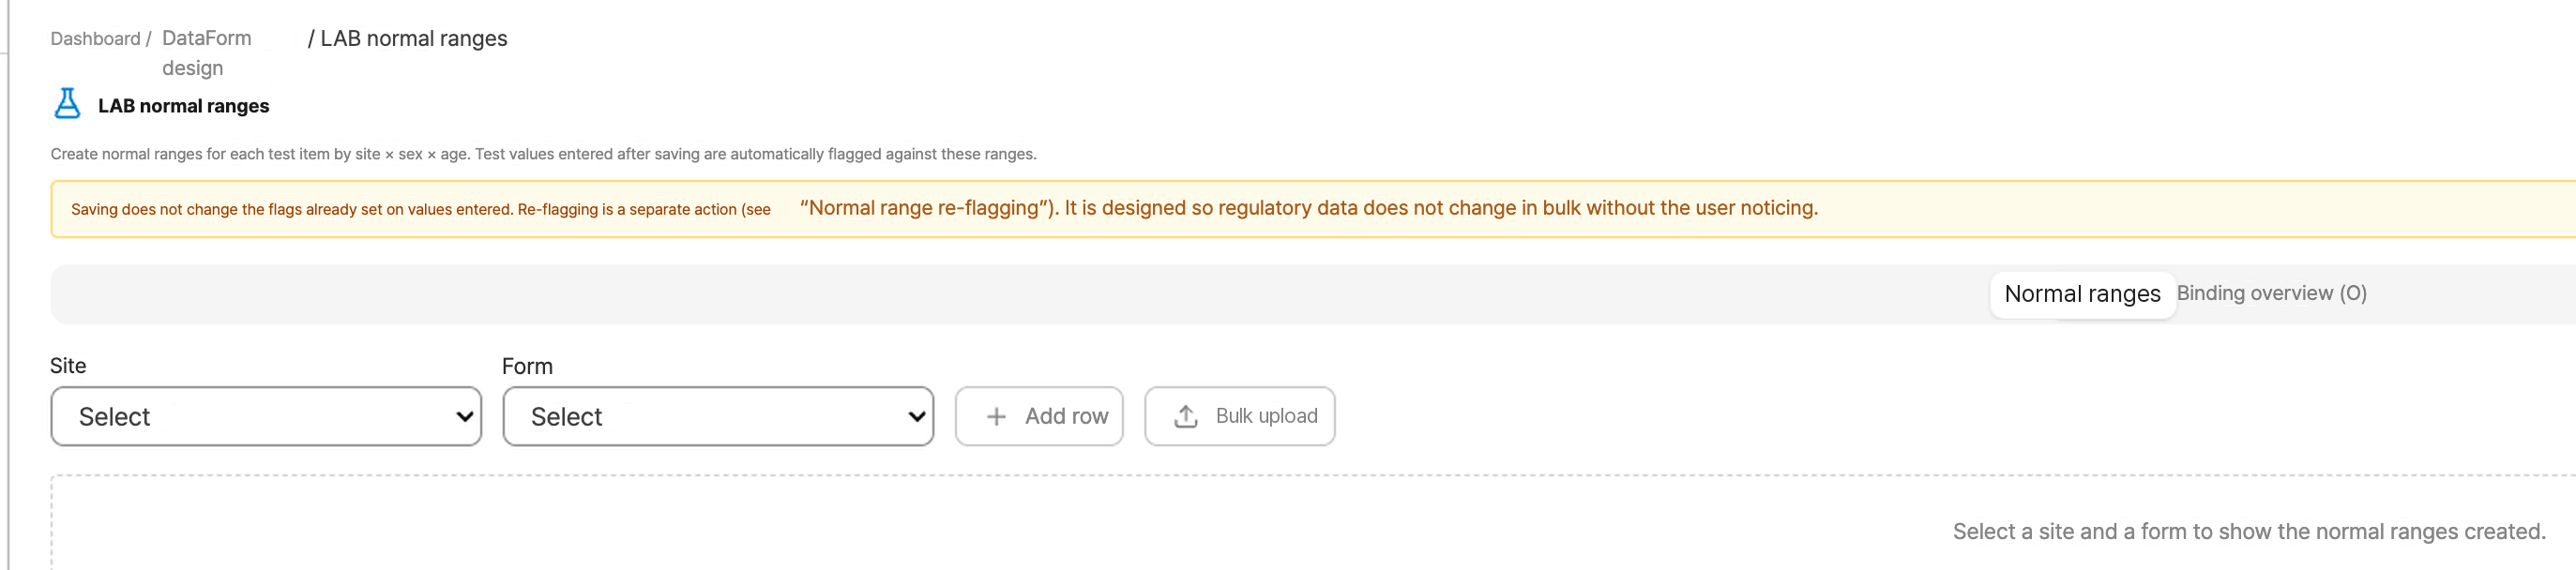 Dashboard / DataForm design / LAB normal ranges
LAB normal ranges
Create normal ranges for each test item by site × sex × age. Test values entered after saving are automatically flagged against these ranges.
Saving does not change the flags already set on values entered. Re-flagging is a separate action (see “Normal range re-flagging”). It is designed so regulatory data does not change in bulk without the user noticing.
Normal ranges Binding overview (0)
Site Form
Select Select + Add row Bulk upload
Select a site and a form to show the normal ranges created.